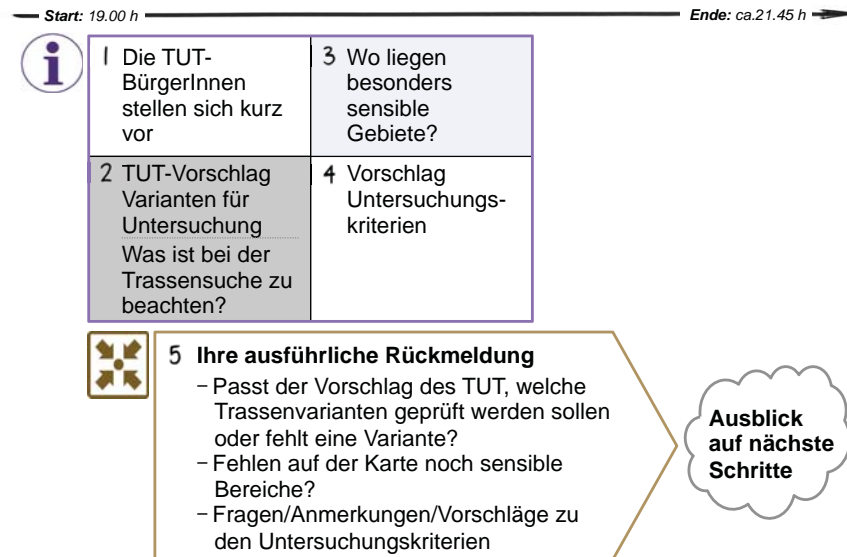 Start: 19.00 h
Ende: ca.21.45 h
i
1 Die TUT-
BürgerInnen
stellen sich kurz
vor
2 TUT-Vorschlag
Varianten für
Untersuchung
Was ist bei der
Trassensuche zu
beachten?
3 Wo liegen
besonders
sensible
Gebiete?
4 Vorschlag
Untersuchungs-
kriterien
5 Ihre ausführliche Rückmeldung
– Passt der Vorschlag des TUT, welche
Trassenvarianten geprüft werden sollen
oder fehlt eine Variante?
– Fehlen auf der Karte noch sensible
Bereiche?
– Fragen/Anmerkungen/Vorschläge zu
den Untersuchungskriterien
Ausblick
auf nächste
Schritte